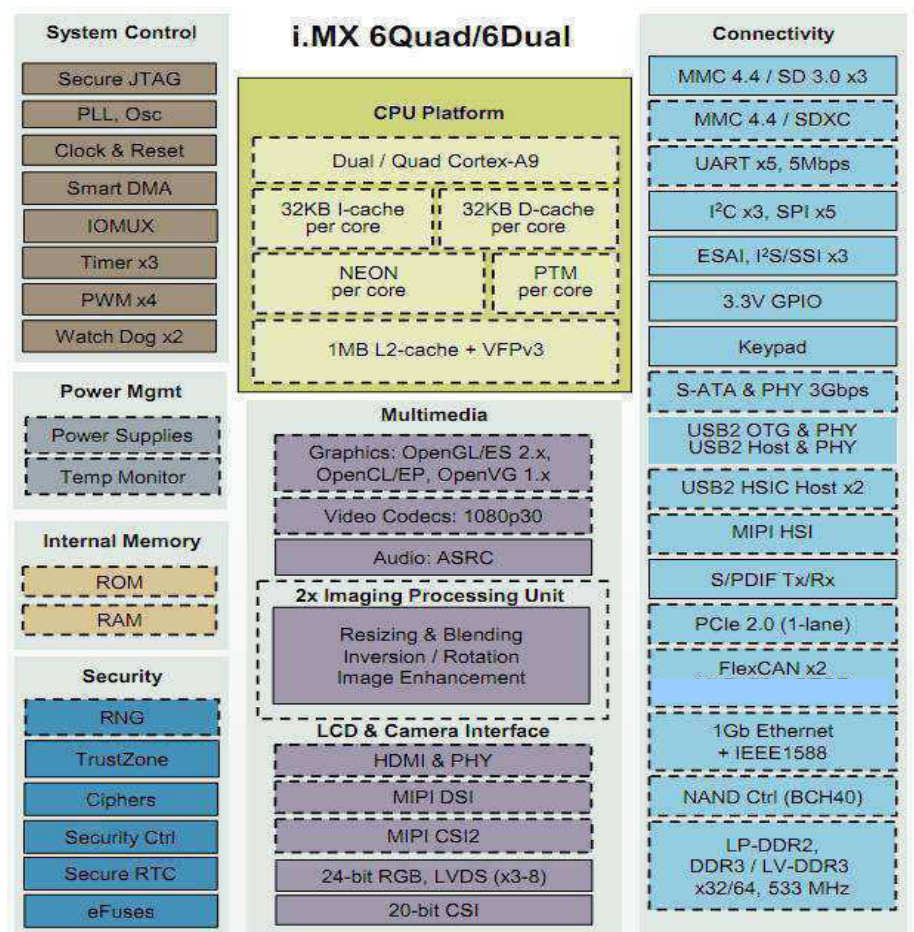 i.MX 6Quad/6Dual
System Control
Secure JTAG
PLL, Osc
Clock & Reset
Smart DMA
IOMUX
Timer x3
PWM x4
Watch Dog x2
Power Mgmt
Power Supplies
Temp Monitor
Internal Memory
ROM
RAM
Security
RNG
TrustZone
Ciphers
Security Ctrl
Secure RTC
eFuses
CPU Platform
Dual / Quad Cortex-A9
32KB I-cache
per core
32KB D-cache
per core
NEON
per core
PTM
per core
1MB L2-cache + VFPv3
Multimedia
Graphics: OpenGL/ES 2.x,
OpenCL/EP, OpenVG 1.x
Video Codecs: 1080p30
Audio: ASRC
2x Imaging Processing Unit
Resizing & Blending
Inversion / Rotation
Image Enhancement
LCD & Camera Interface
HDMI & PHY
MIPI DSI
MIPI CSI2
24-bit RGB, LVDS (x3-8)
20-bit CSI
Connectivity
MMC 4.4 / SD 3.0 x3
MMC 4.4 / SDXC
UART x5, 5Mbps
I²C x3, SPI x5
ESAI, I²S/SSI x3
3.3V GPIO
Keypad
S-ATA & PHY 3Gbps
USB2 OTG & PHY
USB2 Host & PHY
USB2 HSIC Host x2
MIPI HSI
S/PDIF Tx/Rx
PCIe 2.0 (1-lane)
FlexCAN x2
1Gb Ethernet
+ IEEE1588
NAND Ctrl (BCH40)
LP-DDR2,
DDR3 / LV-DDR3
x32/64, 533 MHz